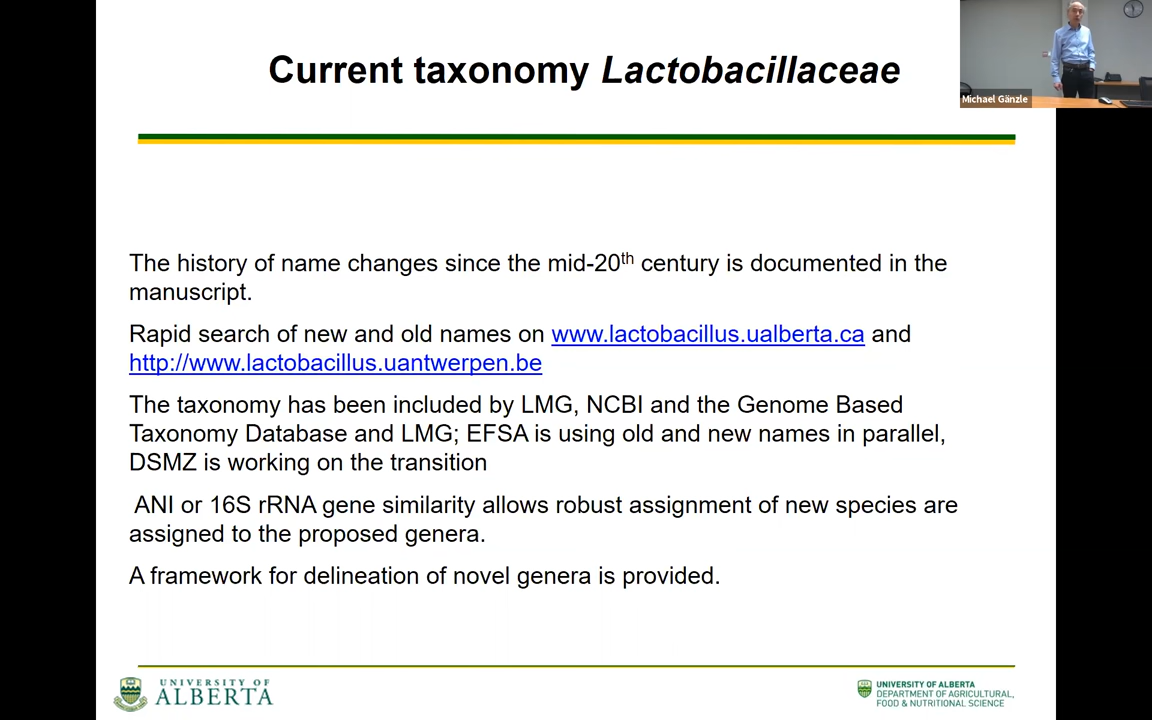 Current taxonomy Lactobacillaceae
Michael Gänzle
The history of name changes since the mid-20th century is documented in the
manuscript.
Rapid search of new and old names on www.lactobacillus.ualberta.ca and
http://www.lactobacillus.uantwerpen.be
The taxonomy has been included by LMG, NCBI and the Genome Based
Taxonomy Database and LMG; EFSA is using old and new names in parallel,
DSMZ is working on the transition
ANI or 16S rRNA gene similarity allows robust assignment of new species are
assigned to the proposed genera.
A framework for delineation of novel genera is provided.
UNIVERSITY OF
ALBERTA
UNIVERSITY OF ALBERTA
DEPARTMENT OF AGRICULTURAL,
FOOD & NUTRITIONAL SCIENCE